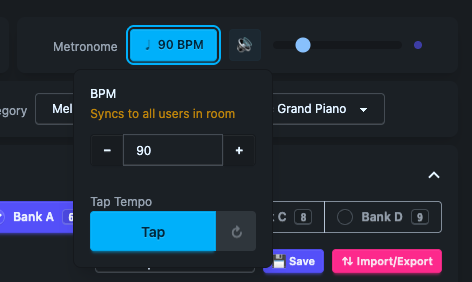 Metronome
♩ 90 BPM
BPM
Syncs to all users in room
egory
Mel
Grand Piano
− 90 +
Tap Tempo
Tap ↻
Bank A 6
C 8
Bank D 9
💾 Save
⇅ Import/Export